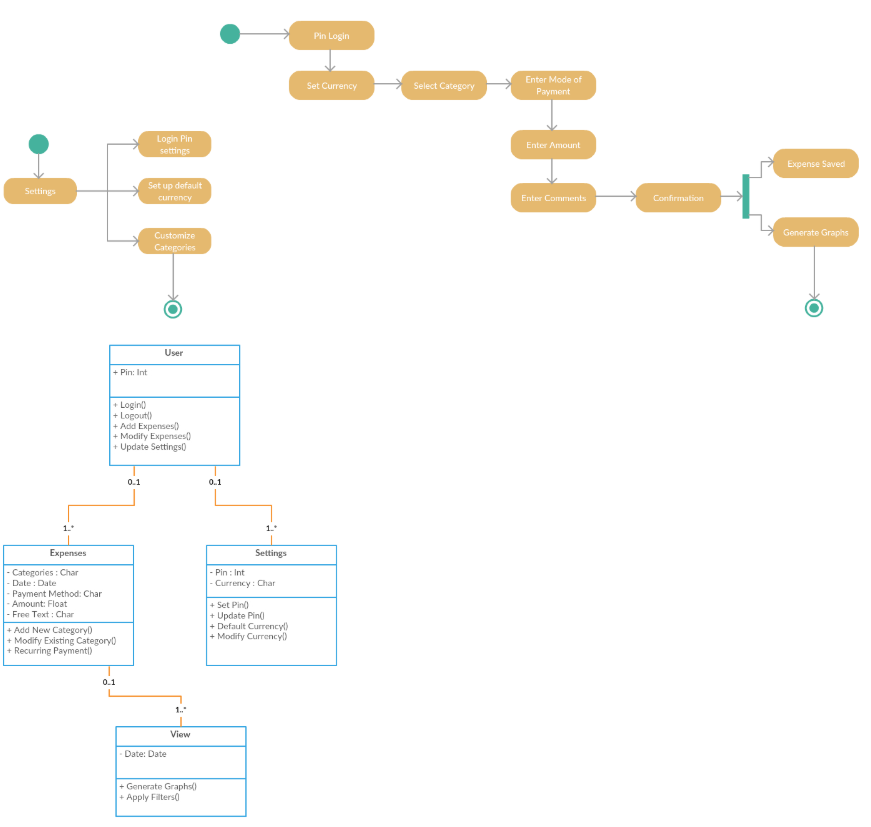 Pin Login
Set Currency
Select Category
Enter Mode of
Payment
Enter Amount
Enter Comments
Confirmation
Expense Saved
Generate Graphs
Settings
Login Pin
settings
Set up default
currency
Customize
Categories
User
+ Pin: Int
+ Login()
+ Logout()
+ Add Expenses()
+ Modify Expenses()
+ Update Settings()
0..1
0..1
1..*
1..*
Expenses
- Categories : Char
- Date : Date
- Payment Method: Char
- Amount: Float
- Free Text : Char
+ Add New Category()
+ Modify Existing Category()
+ Recurring Payment()
Settings
- Pin : Int
- Currency : Char
+ Set Pin()
+ Update Pin()
+ Default Currency()
+ Modify Currency()
0..1
1..*
View
- Date: Date
+ Generate Graphs()
+ Apply Filters()